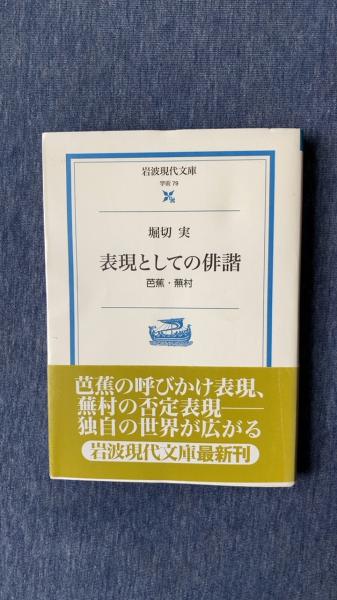 岩波現代文庫
学術 79
堀切 実
表現としての俳諧
芭蕉・蕪村
芭蕉の呼びかけ表現、
蕪村の否定表現――
独自の世界が広がる
岩波現代文庫最新刊